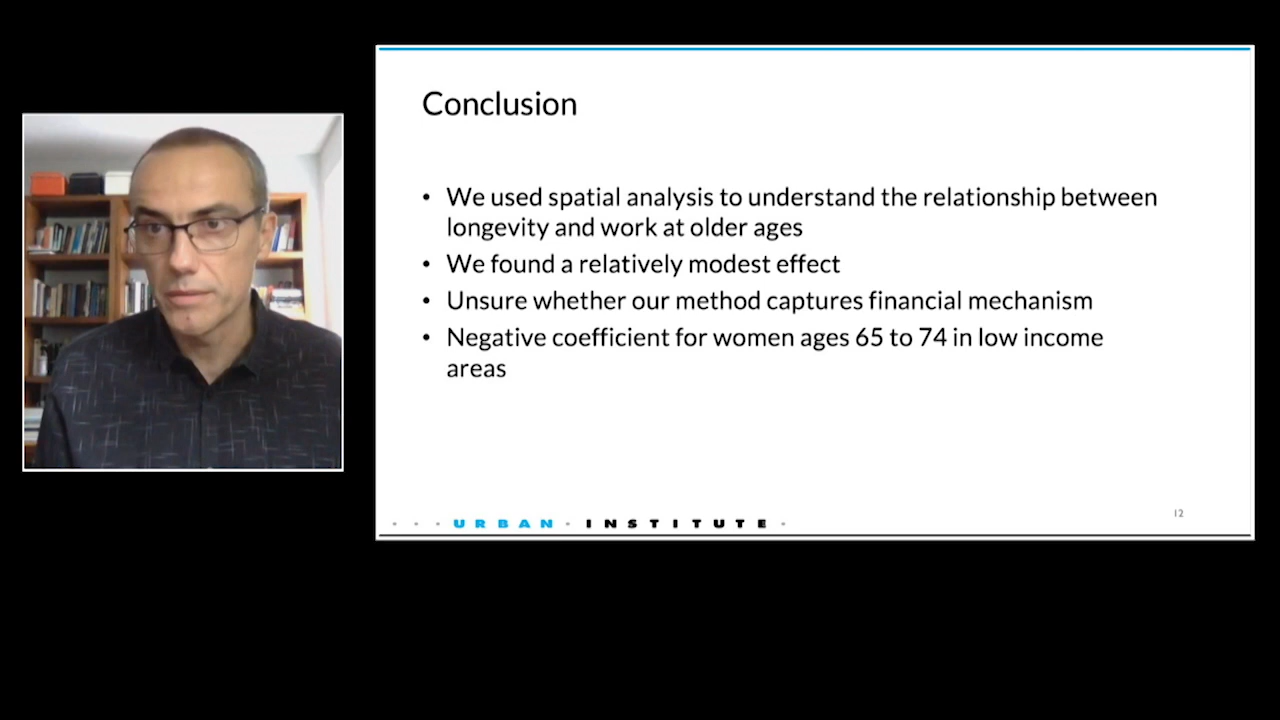 Conclusion
• We used spatial analysis to understand the relationship between
longevity and work at older ages
• We found a relatively modest effect
• Unsure whether our method captures financial mechanism
• Negative coefficient for women ages 65 to 74 in low income
areas
· · · URBAN · INSTITUTE ·
12